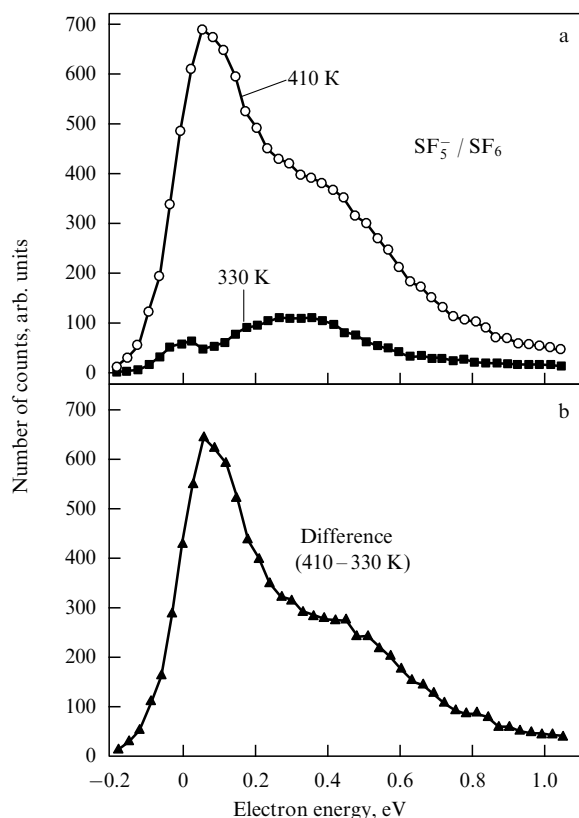 a
700
600
500
400
300
200
100
0
410 K
SF₅⁻ / SF₆
330 K
Number of counts, arb. units
b
700
600
500
400
300
200
100
0
Difference
(410–330 K)
−0.2 0 0.2 0.4 0.6 0.8 1.0
Electron energy, eV